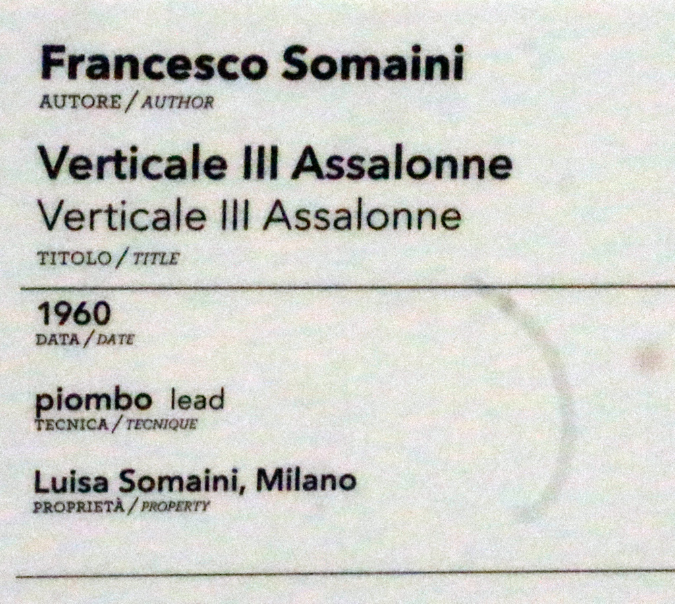 Francesco Somaini
AUTORE / AUTHOR
Verticale III Assalonne
Verticale III Assalonne
TITOLO / TITLE
1960
DATA / DATE
piombo lead
TECNICA / TECNIQUE
Luisa Somaini, Milano
PROPRIETÀ / PROPERTY